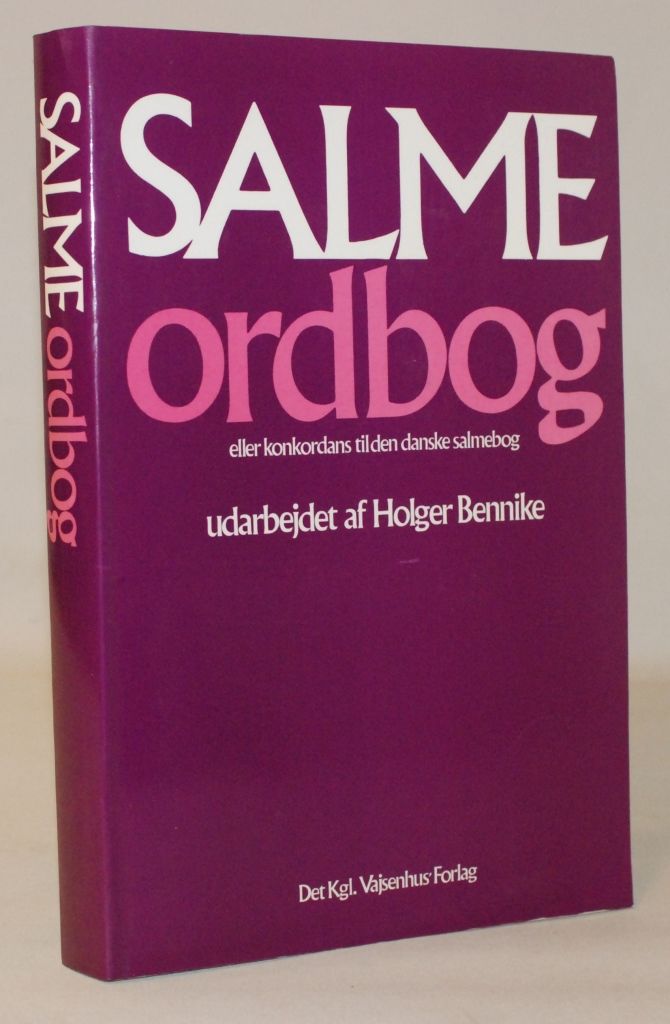 SALME ordbog
SALME
ordbog
eller konkordans til den danske salmebog
udarbejdet af Holger Bennike
Det Kgl. Vajsenhus' Forlag